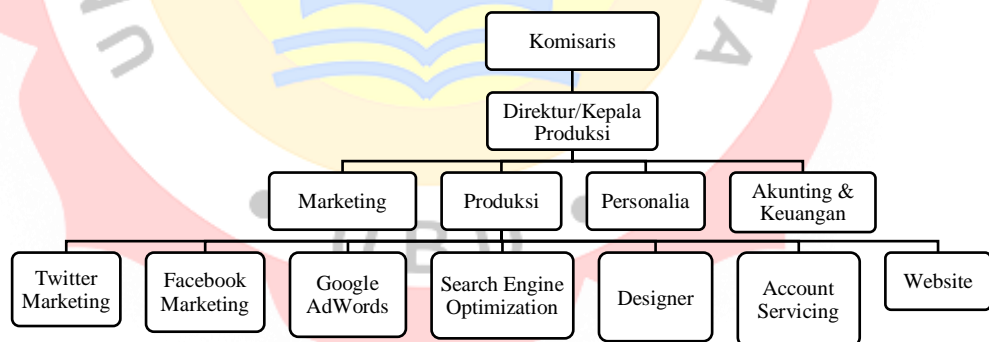 Komisaris
Direktur/Kepala
Produksi
Marketing
Produksi
Personalia
Akunting &
Keuangan
Twitter
Marketing
Facebook
Marketing
Google
AdWords
Search Engine
Optimization
Designer
Account
Servicing
Website
U
A
UBD